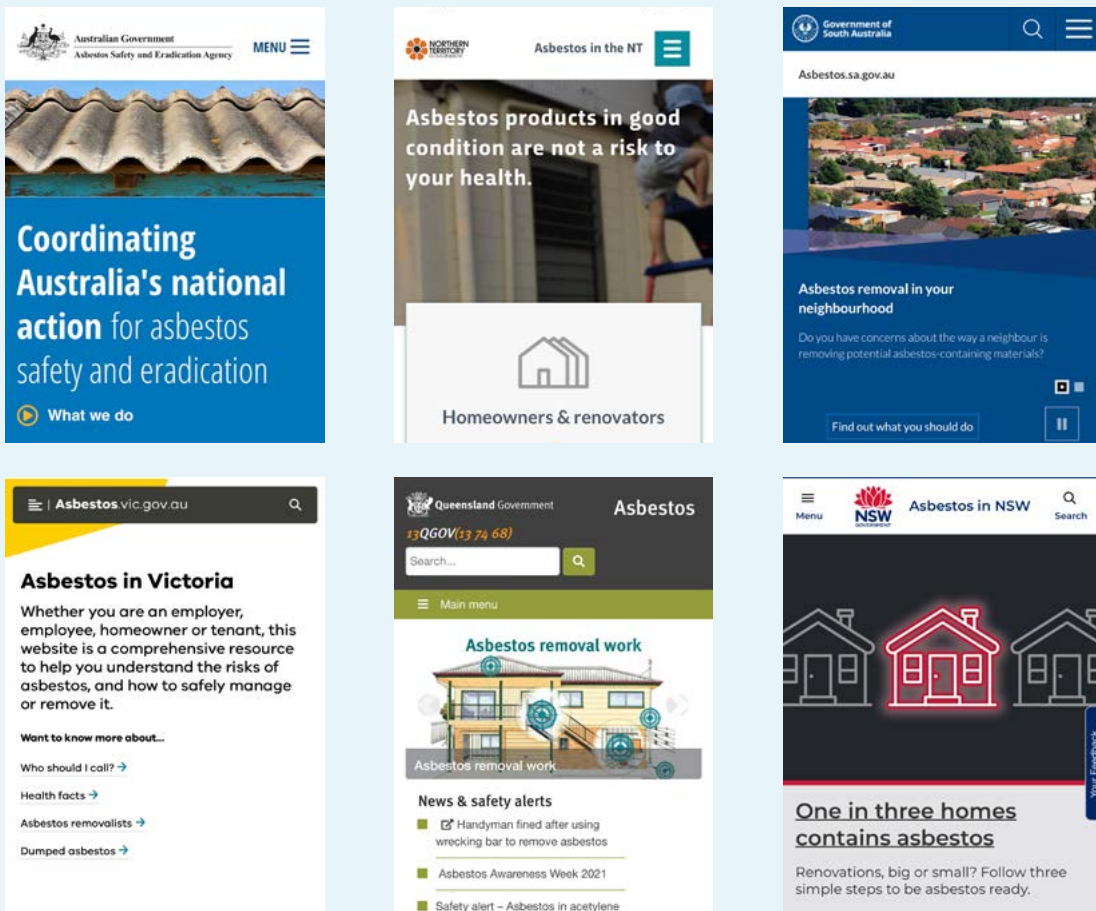 Australian Government
Asbestos Safety and Eradication Agency
MENU
Coordinating
Australia's national
action for asbestos
safety and eradication
What we do
NORTHERN
TERRITORY
GOVERNMENT
Asbestos in the NT
Asbestos products in good
condition are not a risk to
your health.
Homeowners & renovators
Government of
South Australia
Asbestos.sa.gov.au
Asbestos removal in your
neighbourhood
Do you have concerns about the way a neighbour is
removing potential asbestos-containing materials?
Find out what you should do
Asbestos.vic.gov.au
Asbestos in Victoria
Whether you are an employer,
employee, homeowner or tenant, this
website is a comprehensive resource
to help you understand the risks of
asbestos, and how to safely manage
or remove it.
Want to know more about...
Who should I call? →
Health facts →
Asbestos removalists →
Dumped asbestos →
Queensland Government
Asbestos
13QGOV(13 74 68)
Search...
Main menu
Asbestos removal work
Asbestos removal work
News & safety alerts
Handyman fined after using
wrecking bar to remove asbestos
Asbestos Awareness Week 2021
Safety alert – Asbestos in acetylene
Menu
NSW
GOVERNMENT
Asbestos in NSW
Search
Your Feedback
One in three homes
contains asbestos
Renovations, big or small? Follow three
simple steps to be asbestos ready.